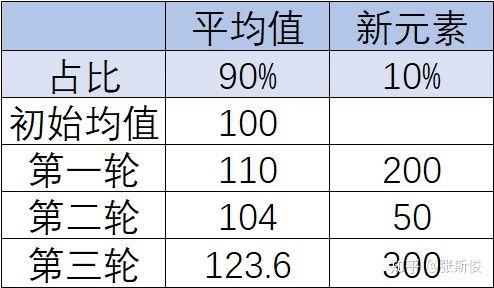 平均值 新元素
占比 90% 10%
初始均值 100
第一轮 110 200
第二轮 104 50
第三轮 123.6 300
知乎 @张斯俊